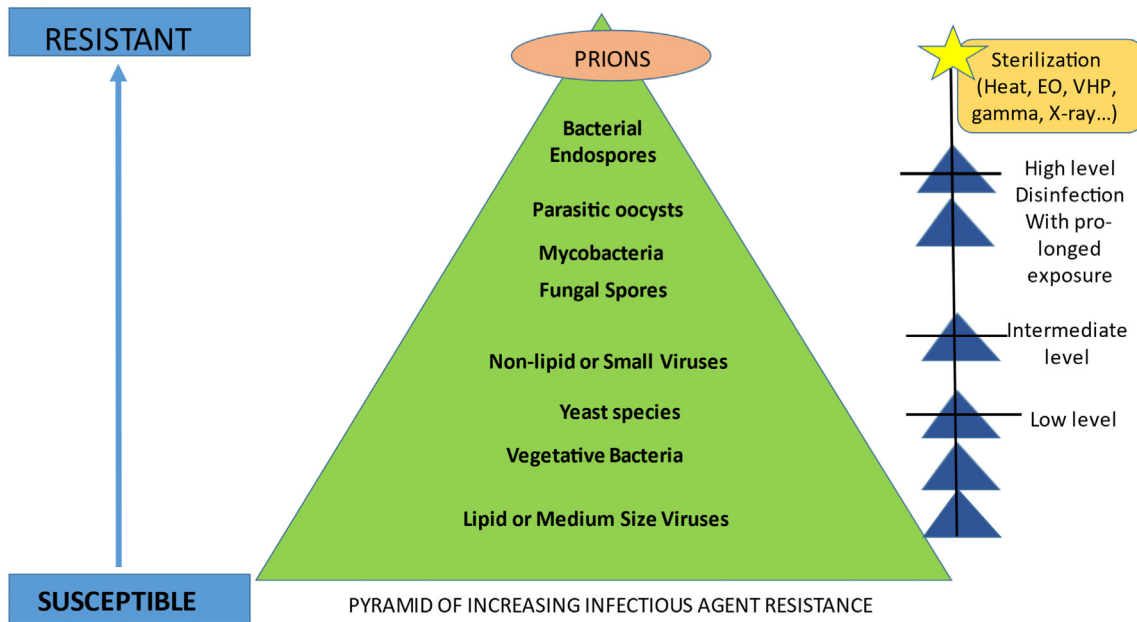 RESISTANT
SUSCEPTIBLE
PRIONS
Bacterial
Endospores
Parasitic oocysts
Mycobacteria
Fungal Spores
Non-lipid or Small Viruses
Yeast species
Vegetative Bacteria
Lipid or Medium Size Viruses
PYRAMID OF INCREASING INFECTIOUS AGENT RESISTANCE
Sterilization
(Heat, EO, VHP,
gamma, X-ray...)
High level
Disinfection
With pro-
longed
exposure
Intermediate
level
Low level